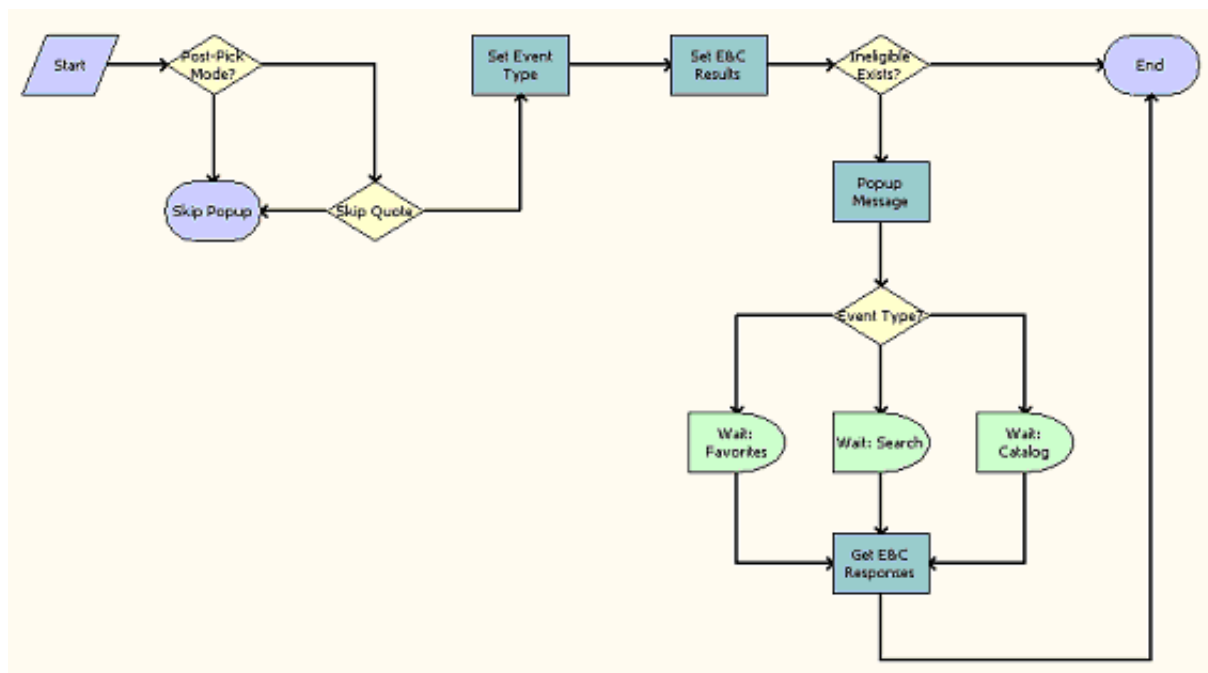 Start
Post-Pick
Mode?
Set Event
Type
Set E&C
Results
Ineligible
Exists?
End
Skip Popup
Skip Quote
Popup
Message
Event Type?
Wait:
Favorites
Wait: Search
Wait:
Catalog
Get E&C
Responses